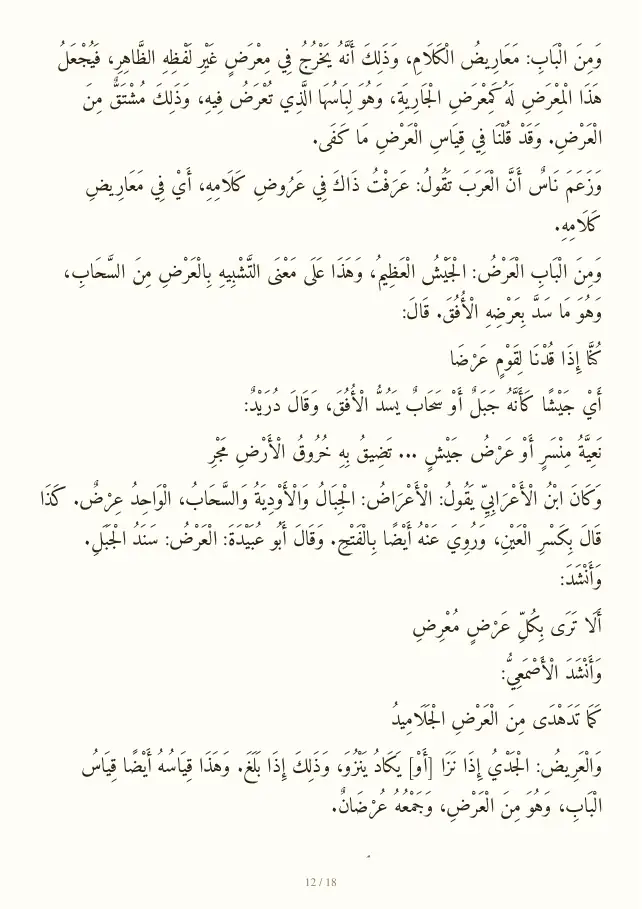 وَمِنَ الْبَابِ: مَعَارِيضُ الْكَلَامِ، وَذَلِكَ أَنَّهُ يَخْرُجُ فِي مِعْرَضٍ غَيْرِ لَفْظِهِ الظَّاهِرِ، فَيُجْعَلُ
هَذَا الْمِعْرَضِ لَهُ كَمِعْرَضِ الْجَارِيَةِ، وَهُوَ لِبَاسُهَا الَّذِي تُعْرَضُ فِيهِ، وَذَلِكَ مُشْتَقٌّ مِنَ
الْعَرْضِ. وَقَدْ قُلْنَا فِي قِيَاسِ الْعَرْضِ مَا كَفَى.
وَزَعَمَ نَاسٌ أَنَّ الْعَرَبَ تَقُولُ: عَرَفْتُ ذَاكَ فِي عَرُوضِ كَلَامِهِ، أَيْ فِي مَعَارِيضِ
كَلَامِهِ.
وَمِنَ الْبَابِ الْعَرْضُ: الْجَيْشُ الْعَظِيمُ، وَهَذَا عَلَى مَعْنَى التَّشْبِيهِ بِالْعَرْضِ مِنَ السَّحَابِ،
وَهُوَ مَا سَدَّ بِعَرْضِهِ الْأُفُقَ. قَالَ:
كُنَّا إِذَا قُدْنَا لِقَوْمٍ عَرْضَا
أَيْ جَيْشًا كَأَنَّهُ جَبَلٌ أَوْ سَحَابٌ يَسُدُّ الْأُفُقَ، وَقَالَ دُرَيْدٌ:
نَعِيَّةُ مِنْسَرٍ أَوْ عَرْضُ جَيْشٍ ... تَضِيقُ بِهِ خُرُوقُ الْأَرْضِ مَجْرِ
وَكَانَ ابْنُ الْأَعْرَابِيِّ يَقُولُ: الْأَعْرَاضُ: الْجِبَالُ وَالْأَوْدِيَةُ وَالسَّحَابُ، الْوَاحِدُ عِرْضٌ. كَذَا
قَالَ بِكَسْرِ الْعَيْنِ، وَرُوِيَ عَنْهُ أَيْضًا بِالْفَتْحِ. وَقَالَ أَبُو عُبَيْدَةَ: الْعَرْضُ: سَنَدُ الْجَبَلِ.
وَأَنْشَدَ:
أَلَا تَرَى بِكُلِّ عَرْضٍ مُعْرِضِ
وَأَنْشَدَ الْأَصْمَعِيُّ:
كَمَا تَدَهْدَى مِنَ الْعَرْضِ الْجَلَامِيدُ
وَالْعَرِيضُ: الْجَدْيُ إِذَا نَزَا [أَوْ] يَكَادُ يَنْزُوَ، وَذَلِكَ إِذَا بَلَغَ. وَهَذَا قِيَاسُهُ أَيْضًا قِيَاسُ
الْبَابِ، وَهُوَ مِنَ الْعَرْضِ، وَجَمْعُهُ عُرْضَانٌ.
12 / 18